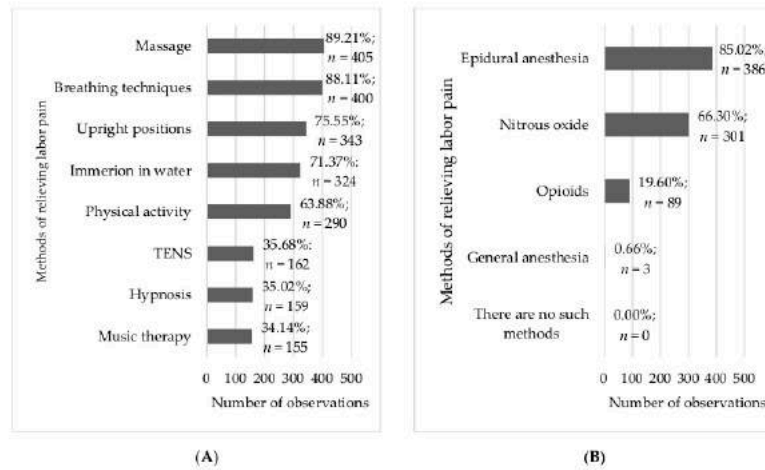 Methods of relieving labor pain
Massage
89.21%;
n = 405
Breathing techniques
88.11%;
n = 400
Upright positions
75.55%;
n = 343
Immerion in water
71.37%;
n = 324
Physical activity
63.88%;
n = 290
TENS
35.68%;
n = 162
Hypnosis
35.02%;
n = 159
Music therapy
34.14%;
n = 155
0 100 200 300 400 500
Number of observations
(A)
Methods of relieving labor pain
Epidural anesthesia
85.02%;
n = 386
Nitrous oxide
66.30%;
n = 301
Opioids
19.60%;
n = 89
General anesthesia
0.66%;
n = 3
There are no such
methods
0.00%;
n = 0
0 100 200 300 400 500
Number of observations
(B)